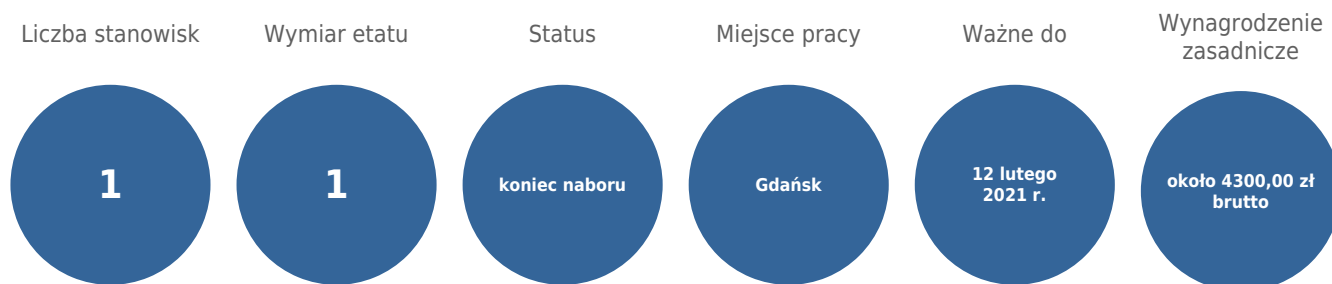 Liczba stanowisk
1
Wymiar etatu
1
Status
koniec naboru
Miejsce pracy
Gdańsk
Ważne do
12 lutego
2021 r.
Wynagrodzenie
zasadnicze
około 4300,00 zł
brutto